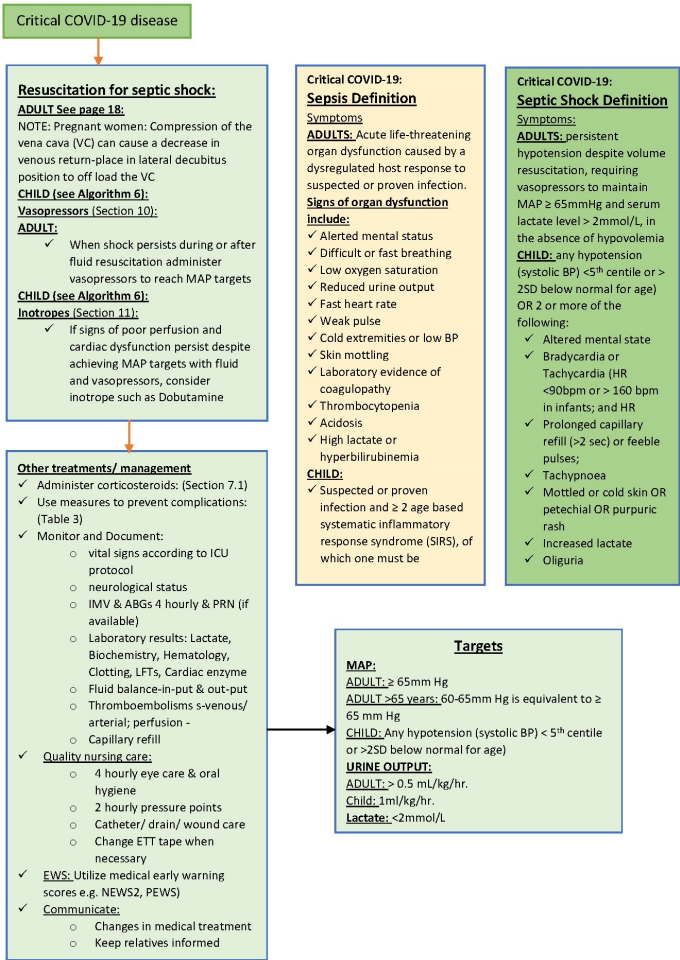 Critical COVID-19 disease
Resuscitation for septic shock:
ADULT See page 18:
NOTE: Pregnant women: Compression of the
vena cava (VC) can cause a decrease in
venous return-place in lateral decubitus
position to off load the VC
CHILD (see Algorithm 6):
Vasopressors (Section 10):
ADULT:
✓ When shock persists during or after
fluid resuscitation administer
vasopressors to reach MAP targets
CHILD (see Algorithm 6):
Inotropes (Section 11):
✓ If signs of poor perfusion and
cardiac dysfunction persist despite
achieving MAP targets with fluid
and vasopressors, consider
inotrope such as Dobutamine
Critical COVID-19:
Sepsis Definition
Symptoms
ADULTS: Acute life-threatening
organ dysfunction caused by a
dysregulated host response to
suspected or proven infection.
Signs of organ dysfunction
include:
✓ Alerted mental status
✓ Difficult or fast breathing
✓ Low oxygen saturation
✓ Reduced urine output
✓ Fast heart rate
✓ Weak pulse
✓ Cold extremities or low BP
✓ Skin mottling
✓ Laboratory evidence of
coagulopathy
✓ Thrombocytopenia
✓ Acidosis
✓ High lactate or
hyperbilirubinemia
CHILD:
✓ Suspected or proven
infection and ≥ 2 age based
systematic inflammatory
response syndrome (SIRS), of
which one must be
Critical COVID-19:
Septic Shock Definition
Symptoms:
ADULTS: persistent
hypotension despite volume
resuscitation, requiring
vasopressors to maintain
MAP ≥ 65mmHg and serum
lactate level > 2mmol/L, in
the absence of hypovolemia
CHILD: any hypotension
(systolic BP) <5th centile or >
2SD below normal for age)
OR 2 or more of the
following:
✓ Altered mental state
✓ Bradycardia or
Tachycardia (HR
<90bpm or > 160 bpm
in infants; and HR
✓ Prolonged capillary
refill (>2 sec) or feeble
pulses;
✓ Tachypnoea
✓ Mottled or cold skin OR
petechial OR purpuric
rash
✓ Increased lactate
✓ Oliguria
Other treatments/ management
✓ Administer corticosteroids: (Section 7.1)
✓ Use measures to prevent complications:
(Table 3)
✓ Monitor and Document:
o vital signs according to ICU
protocol
o neurological status
o IMV & ABGs 4 hourly & PRN (if
available)
o Laboratory results: Lactate,
Biochemistry, Hematology,
Clotting, LFTs, Cardiac enzyme
o Fluid balance-in-put & out-put
o Thromboembolisms s-venous/
arterial; perfusion -
o Capillary refill
✓ Quality nursing care:
o 4 hourly eye care & oral
hygiene
o 2 hourly pressure points
o Catheter/ drain/ wound care
o Change ETT tape when
necessary
✓ EWS: Utilize medical early warning
scores e.g. NEWS2, PEWS)
✓ Communicate:
o Changes in medical treatment
o Keep relatives informed
Targets
MAP:
ADULT: ≥ 65mm Hg
ADULT >65 years: 60-65mm Hg is equivalent to ≥
65 mm Hg
CHILD: Any hypotension (systolic BP) < 5th centile
or >2SD below normal for age)
URINE OUTPUT:
ADULT: > 0.5 mL/kg/hr.
Child: 1ml/kg/hr.
Lactate: <2mmol/L